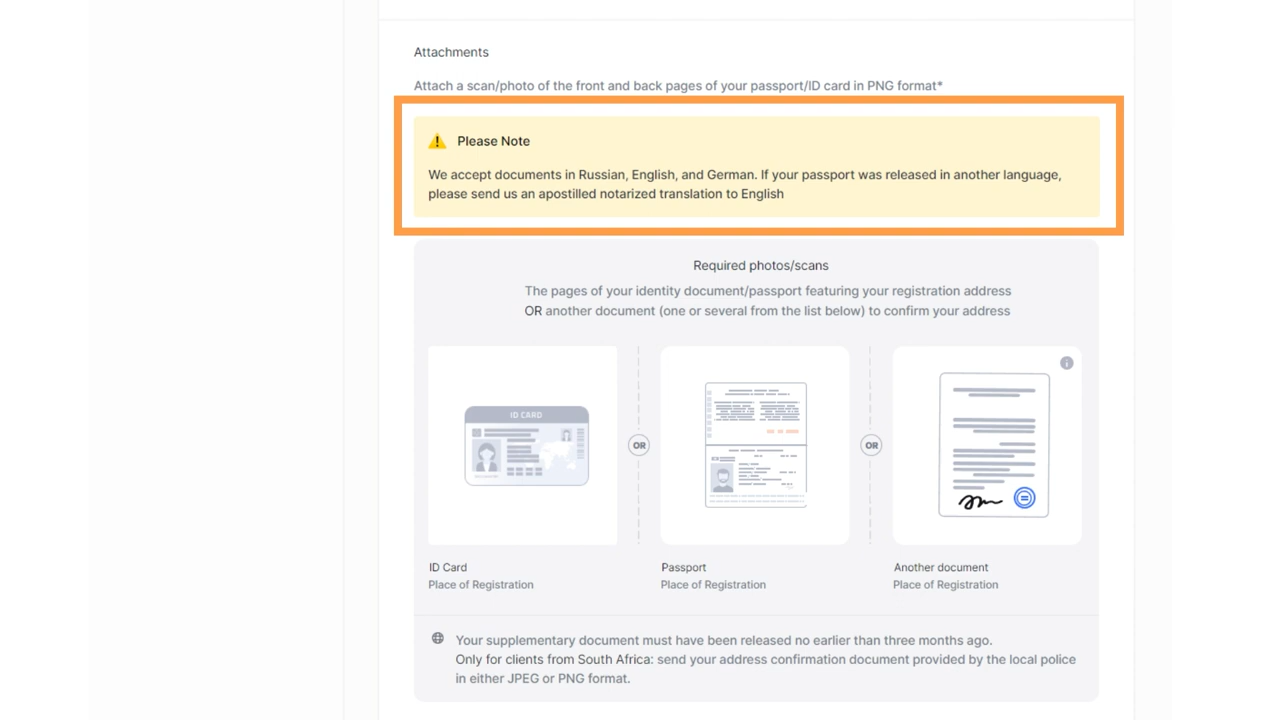 Attachments
Attach a scan/photo of the front and back pages of your passport/ID card in PNG format*
Please Note
We accept documents in Russian, English, and German. If your passport was released in another language,
please send us an apostilled notarized translation to English
Required photos/scans
The pages of your identity document/passport featuring your registration address
OR another document (one or several from the list below) to confirm your address
ID CARD
OR
OR
ID Card
Place of Registration
Passport
Place of Registration
Another document
Place of Registration
Your supplementary document must have been released no earlier than three months ago.
Only for clients from South Africa: send your address confirmation document provided by the local police
in either JPEG or PNG format.